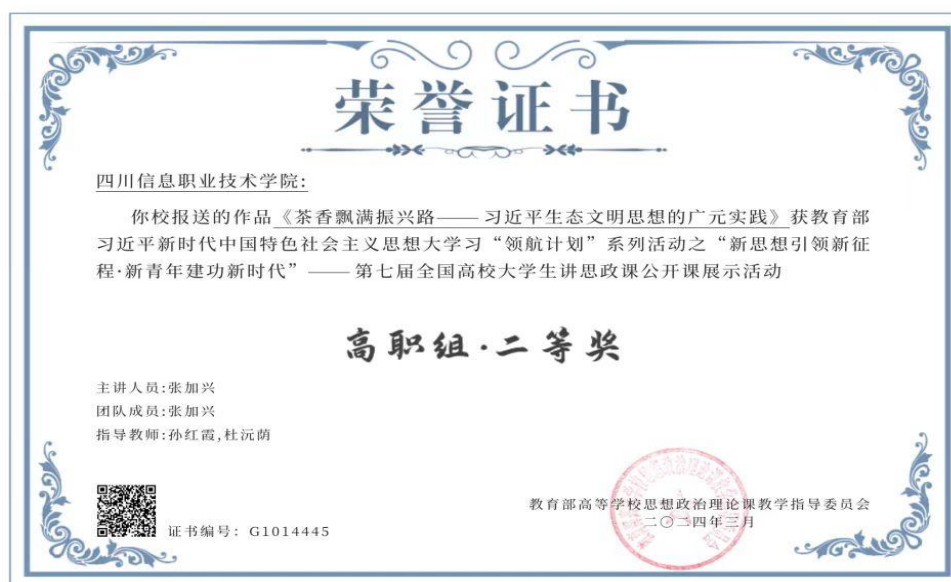 荣誉证书
四川信息职业技术学院:
你校报送的作品《茶香飘满振兴路——习近平生态文明思想的广元实践》获教育部
习近平新时代中国特色社会主义思想大学习“领航计划”系列活动之“新思想引领新征
程·新青年建功新时代”——第七届全国高校大学生讲思政课公开课展示活动
高职组·二等奖
主讲人员:张加兴
团队成员:张加兴
指导教师:孙红霞,杜沅荫
证书编号: G1014445
教育部高等学校思想政治理论课教学指导委员会
二〇二四年三月